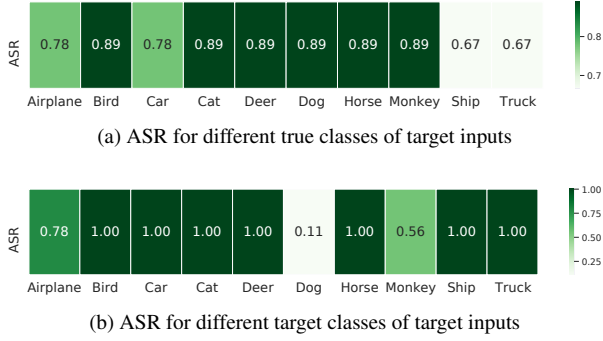 ASR
0.78 0.89 0.78 0.89 0.89 0.89 0.89 0.89 0.67 0.67
0.8
0.7
Airplane Bird Car Cat Deer Dog Horse Monkey Ship Truck
(a) ASR for different true classes of target inputs
ASR
0.78 1.00 1.00 1.00 1.00 0.11 1.00 0.56 1.00 1.00
1.00
0.75
0.50
0.25
Airplane Bird Car Cat Deer Dog Horse Monkey Ship Truck
(b) ASR for different target classes of target inputs